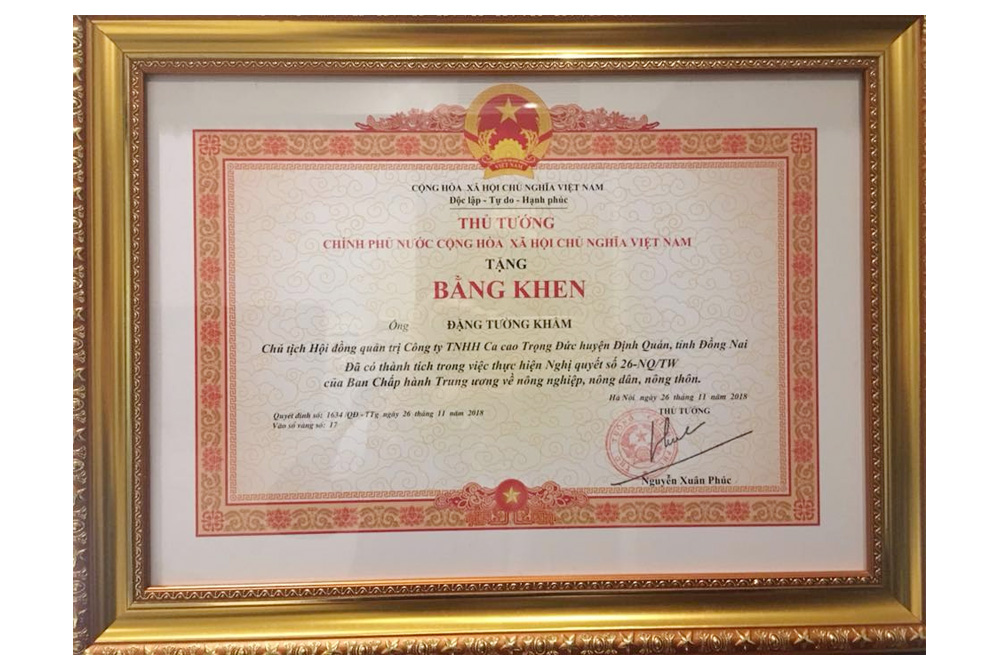 VIỆT NAM
CỘNG HÒA XÃ HỘI CHỦ NGHĨA VIỆT NAM
Độc lập - Tự do - Hạnh phúc
THỦ TƯỚNG
CHÍNH PHỦ NƯỚC CỘNG HÒA XÃ HỘI CHỦ NGHĨA VIỆT NAM
TẶNG
BẰNG KHEN
Ông ĐẶNG TƯỜNG KHÂM
Chủ tịch Hội đồng quản trị Công ty TNHH Ca cao Trọng Đức huyện Định Quán, tỉnh Đồng Nai
Đã có thành tích trong việc thực hiện Nghị quyết số 26-NQ/TW
của Ban Chấp hành Trung ương về nông nghiệp, nông dân, nông thôn.
Hà Nội, ngày 26 tháng 11 năm 2018
Quyết định số: 1634 /QĐ - TTg ngày 26 tháng 11 năm 2018
Vào sổ vàng số: 17
THỦ TƯỚNG
Nguyễn Xuân Phúc